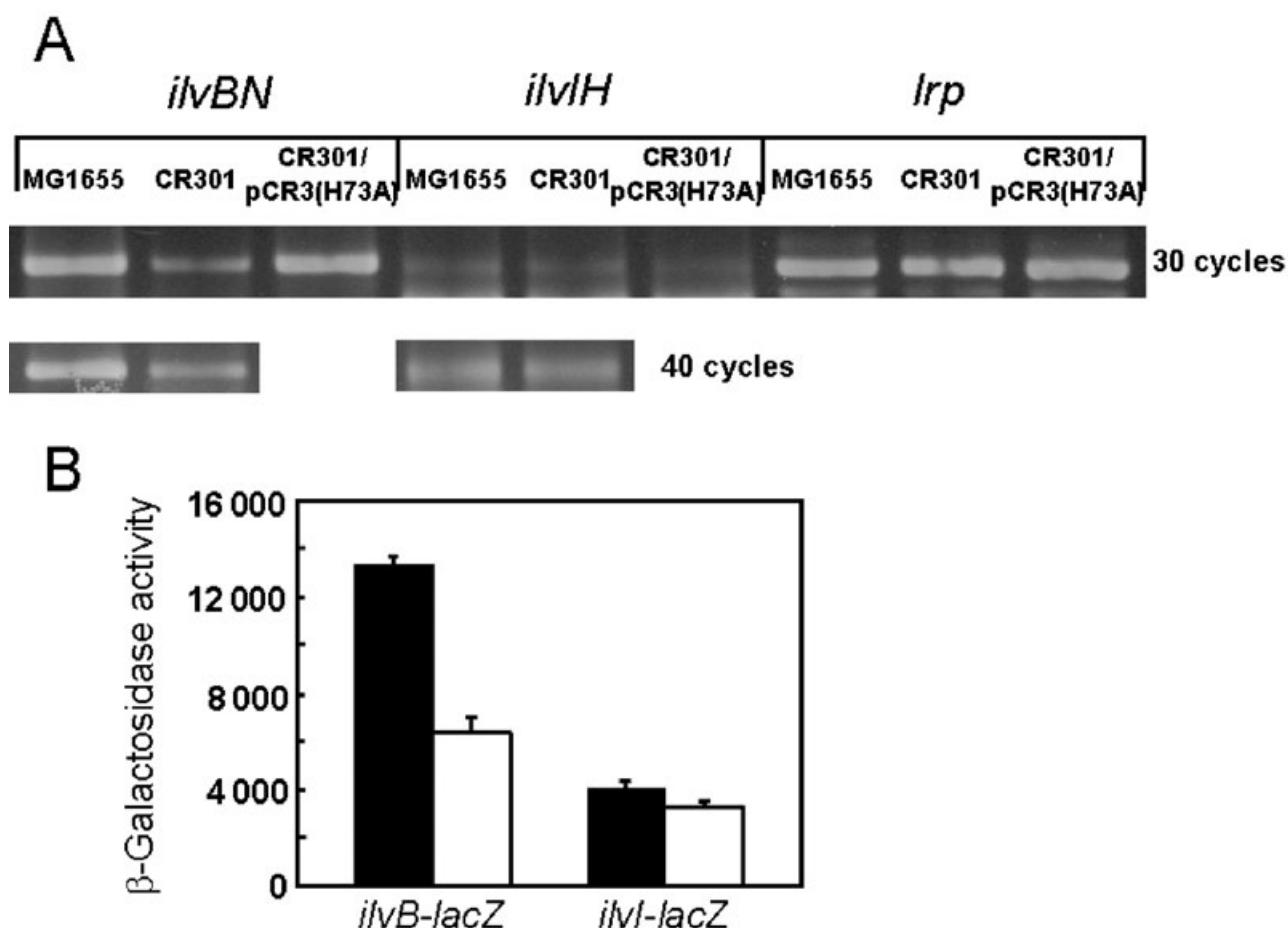 A
ilvBN ilvIH lrp
CR301/ CR301/ CR301/
MG1655 CR301 pCR3(H73A) MG1655 CR301 pCR3(H73A) MG1655 CR301 pCR3(H73A)
30 cycles
40 cycles
B
β-Galactosidase activity
16 000
12 000
8 000
4 000
0
ilvB-lacZ ilvI-lacZ